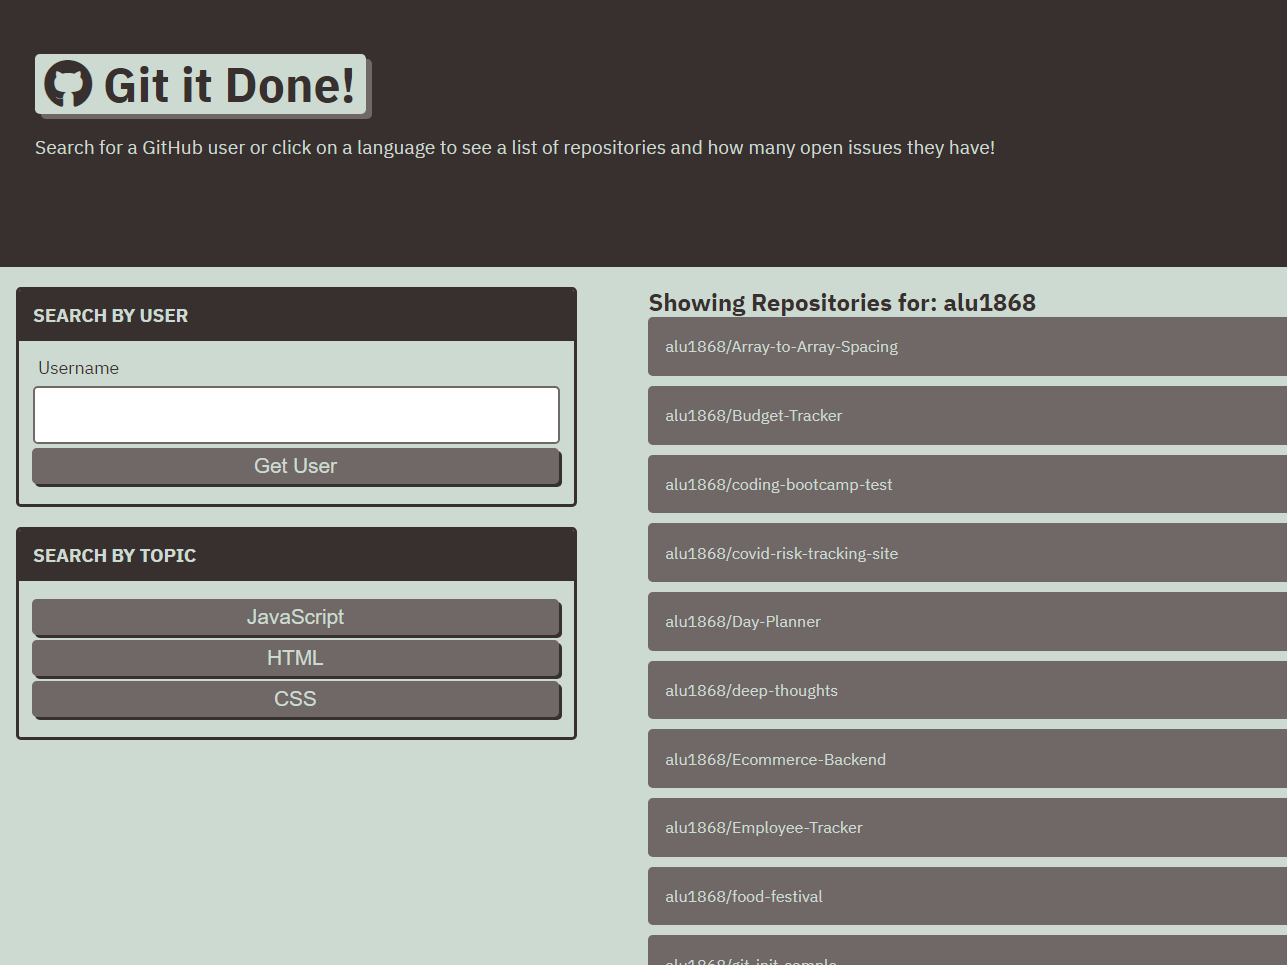 Git it Done!
Search for a GitHub user or click on a language to see a list of repositories and how many open issues they have!
SEARCH BY USER
Username
Get User
SEARCH BY TOPIC
JavaScript
HTML
CSS
Showing Repositories for: alu1868
alu1868/Array-to-Array-Spacing
alu1868/Budget-Tracker
alu1868/coding-bootcamp-test
alu1868/covid-risk-tracking-site
alu1868/Day-Planner
alu1868/deep-thoughts
alu1868/Ecommerce-Backend
alu1868/Employee-Tracker
alu1868/food-festival